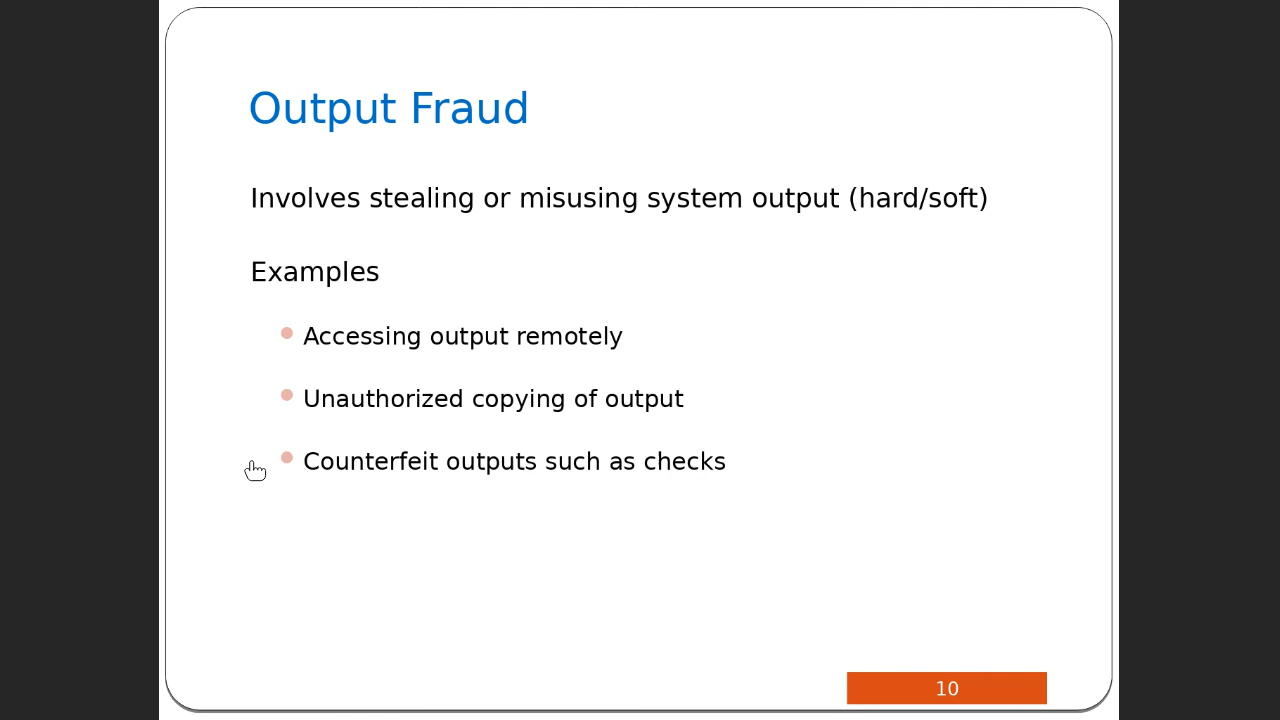 Output Fraud
Involves stealing or misusing system output (hard/soft)
Examples
Accessing output remotely
Unauthorized copying of output
Counterfeit outputs such as checks
10